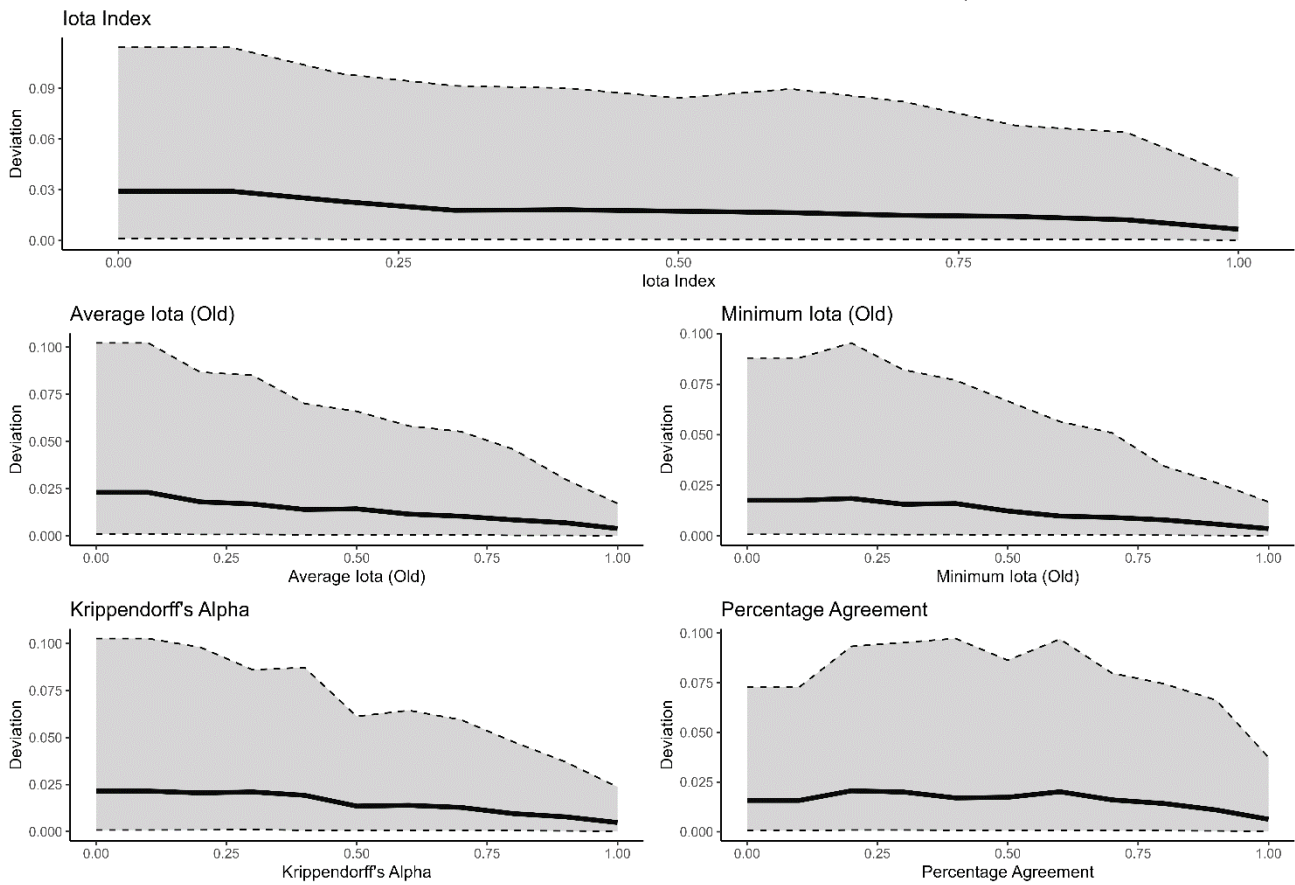 Iota Index
Deviation
0.09
0.06
0.03
0.00
0.00 0.25 0.50 0.75 1.00
Iota Index
Average Iota (Old)
Deviation
0.100
0.075
0.050
0.025
0.000
0.00 0.25 0.50 0.75 1.00
Average Iota (Old)
Minimum Iota (Old)
Deviation
0.100
0.075
0.050
0.025
0.000
0.00 0.25 0.50 0.75 1.00
Minimum Iota (Old)
Krippendorff's Alpha
Deviation
0.100
0.075
0.050
0.025
0.000
0.00 0.25 0.50 0.75 1.00
Krippendorff's Alpha
Percentage Agreement
Deviation
0.100
0.075
0.050
0.025
0.000
0.00 0.25 0.50 0.75 1.00
Percentage Agreement